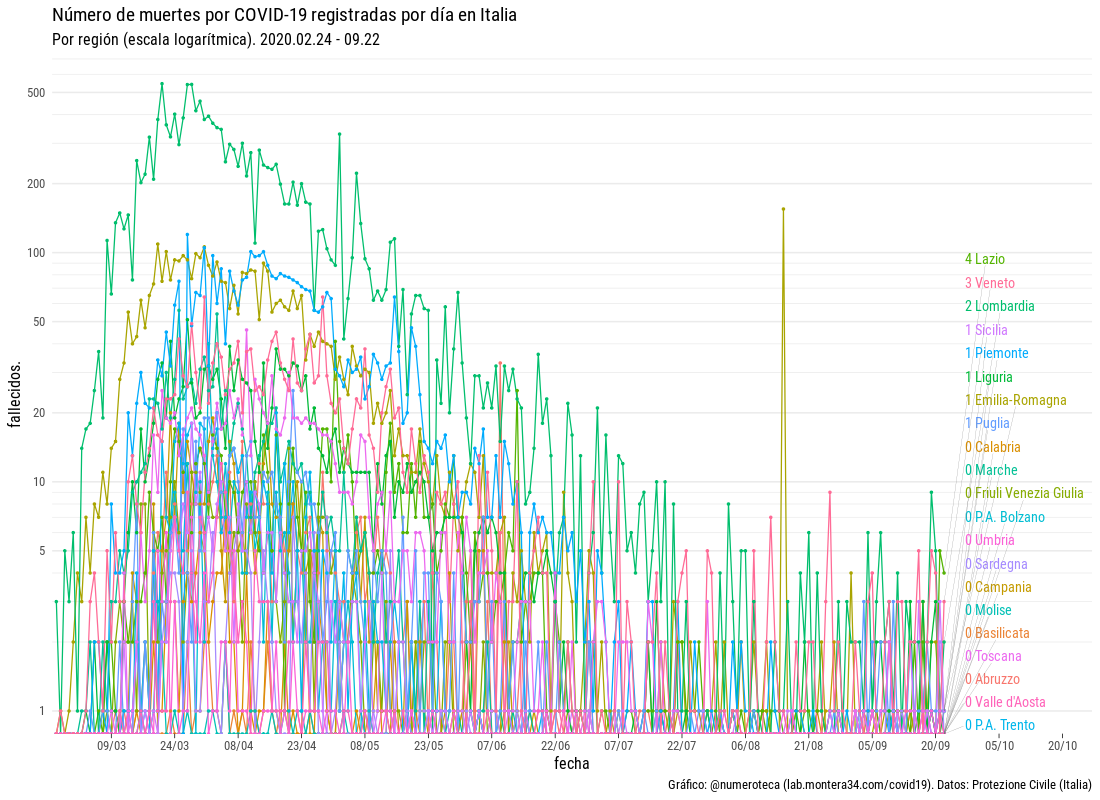 Número de muertes por COVID-19 registradas por día en Italia
Por región (escala logarítmica). 2020.02.24 - 09.22
fallecidos.
500
200
100
50
20
10
5
1
4 Lazio
3 Veneto
2 Lombardia
1 Sicilia
1 Piemonte
1 Liguria
1 Emilia-Romagna
1 Puglia
0 Calabria
0 Marche
0 Friuli Venezia Giulia
0 P.A. Bolzano
0 Umbria
0 Sardegna
0 Campania
0 Molise
0 Basilicata
0 Toscana
0 Abruzzo
0 Valle d'Aosta
0 P.A. Trento
09/03 24/03 08/04 23/04 08/05 23/05 07/06 22/06 07/07 22/07 06/08 21/08 05/09 20/09 05/10 20/10
fecha
Gráfico: @numeroteca (lab.montera34.com/covid19). Datos: Protezione Civile (Italia)